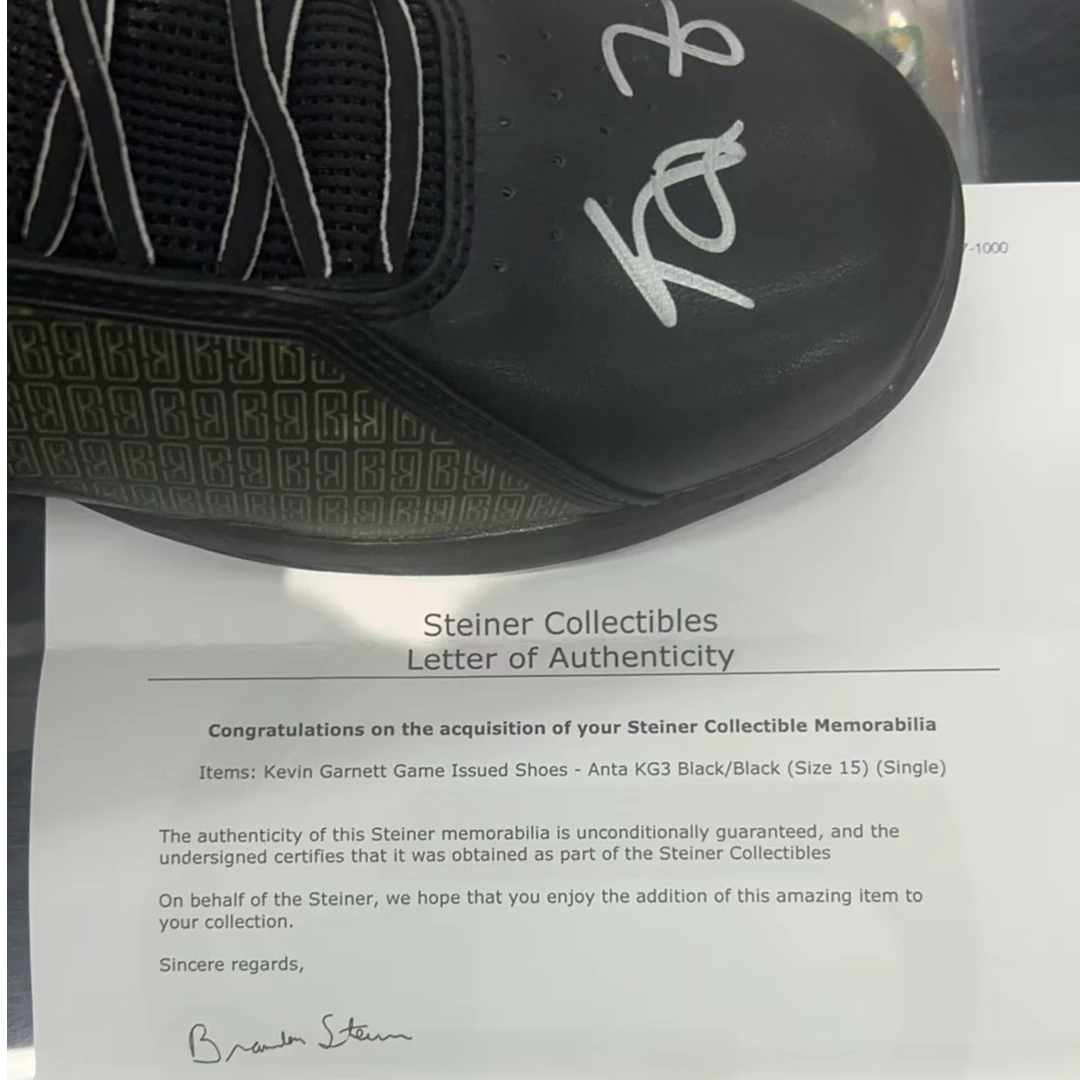 KG
-1000
Steiner Collectibles
Letter of Authenticity
Congratulations on the acquisition of your Steiner Collectible Memorabilia
Items: Kevin Garnett Game Issued Shoes - Anta KG3 Black/Black (Size 15) (Single)
The authenticity of this Steiner memorabilia is unconditionally guaranteed, and the
undersigned certifies that it was obtained as part of the Steiner Collectibles
On behalf of the Steiner, we hope that you enjoy the addition of this amazing item to
your collection.
Sincere regards,